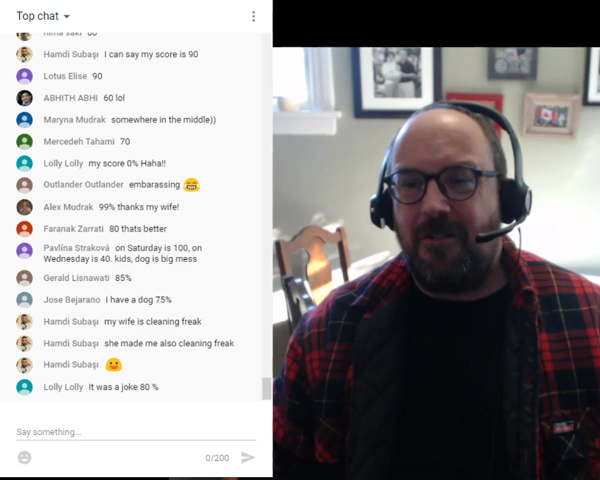 Top chat
Hamdi Subaşı I can say my score is 90
Lotus Elise 90
ABHITH ABHI 60 lol
Maryna Mudrak somewhere in the middle))
Mercedeh Tahami 70
Lolly Lolly my score 0% Haha!!
Outlander Outlander embarassing 😂
Alex Mudrak 99% thanks my wife!
Faranak Zarrati 80 thats better
Pavlína Straková on Saturday is 100, on
Wednesday is 40. kids, dog is big mess
Gerald Lisnawati 85%
Jose Bejarano I have a dog 75%
Hamdi Subaşı my wife is cleaning freak
Hamdi Subaşı she made me also cleaning freak
Hamdi Subaşı 😛
Lolly Lolly It was a joke 80 %
Say something...
0/200